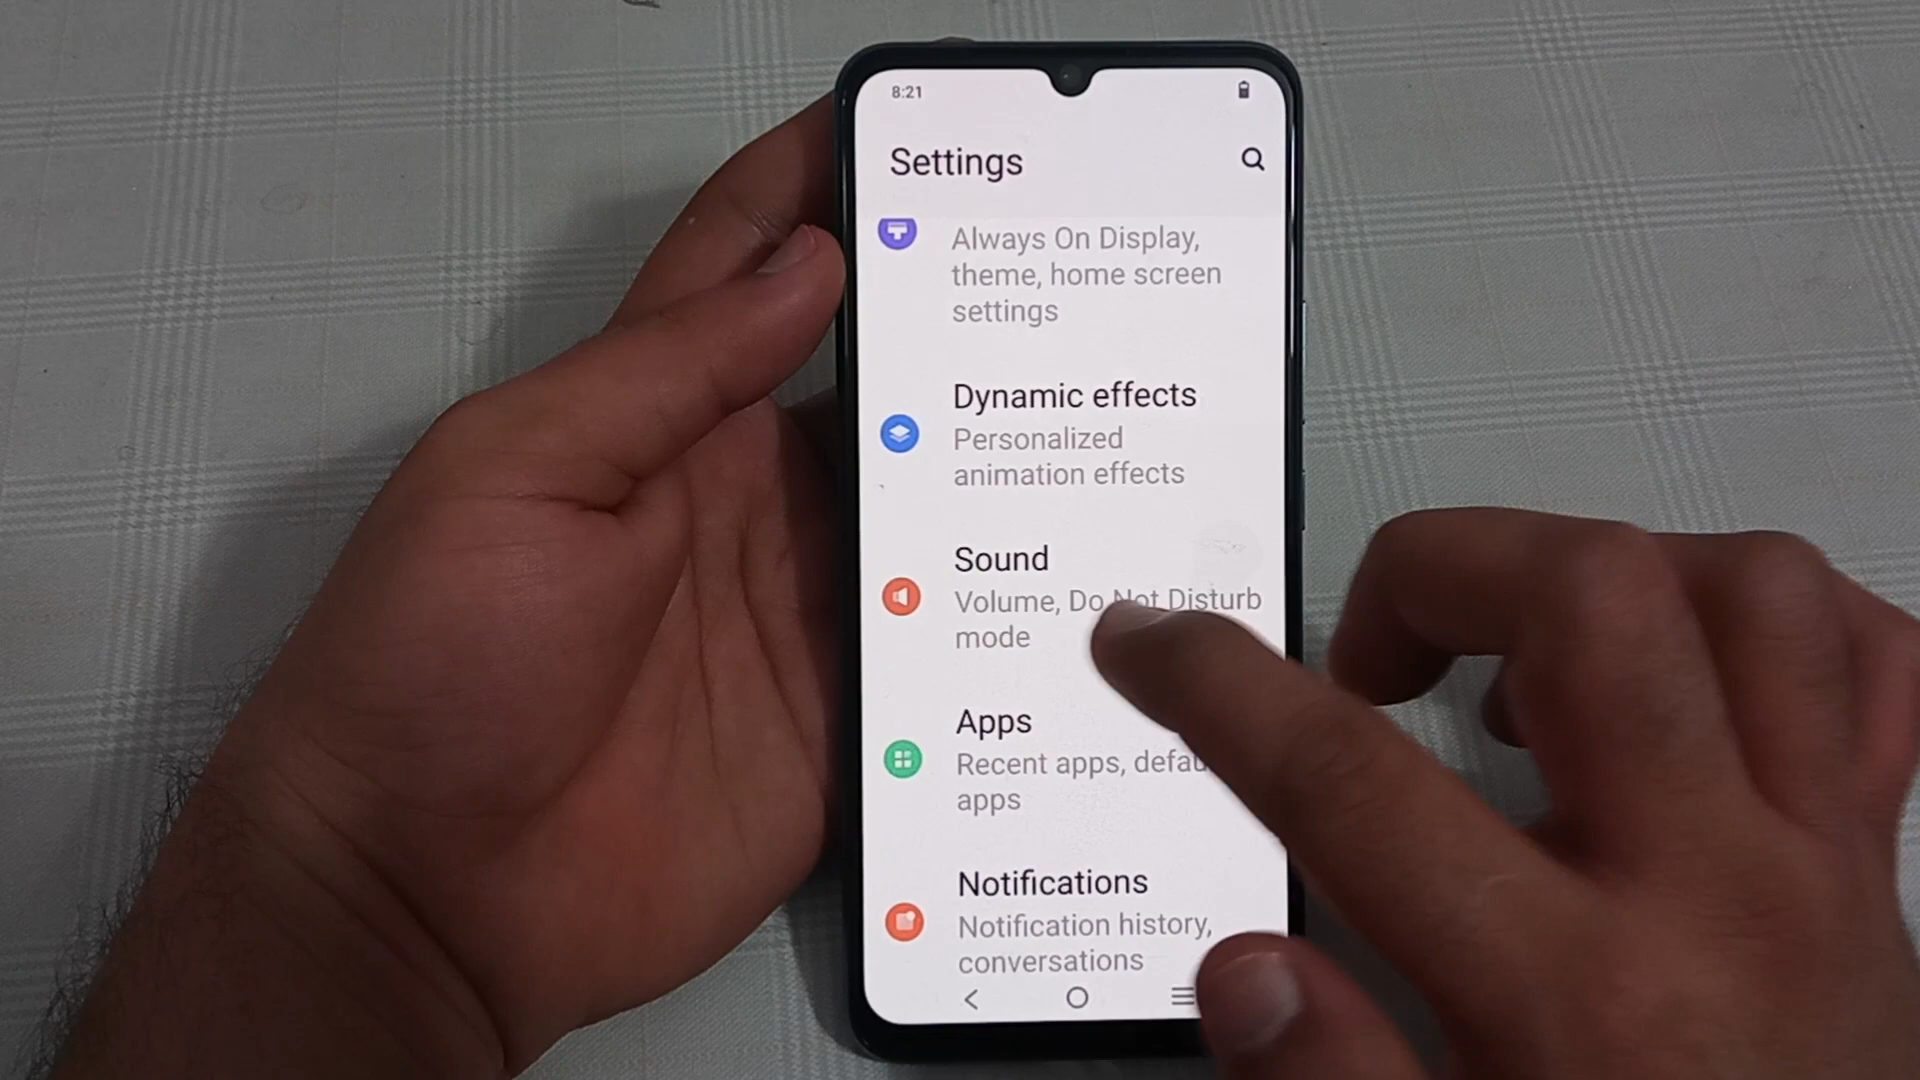 8:21
Settings
Always On Display,
theme, home screen
settings
Dynamic effects
Personalized
animation effects
Sound
Volume, Do Not Disturb
mode
Apps
Recent apps,
apps
Notifications
Notification history,
conversations